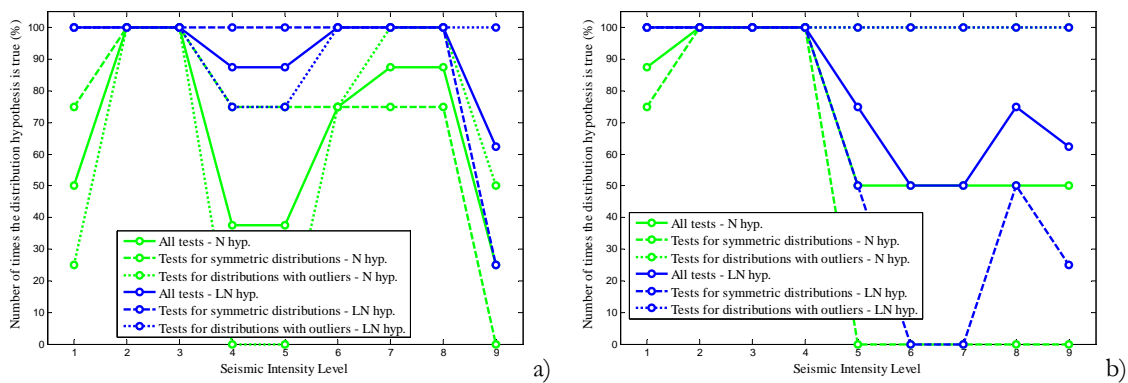 Number of times the distribution hypothesis is true (%)
100
90
80
70
60
50
40
30
20
10
0
All tests - N hyp.
Tests for symmetric distributions - N hyp.
Tests for distributions with outliers - N hyp.
All tests - LN hyp.
Tests for symmetric distributions - LN hyp.
Tests for distributions with outliers - LN hyp.
1 2 3 4 5 6 7 8 9
Seismic Intensity Level
a)
Number of times the distribution hypothesis is true (%)
100
90
80
70
60
50
40
30
20
10
0
All tests - N hyp.
Tests for symmetric distributions - N hyp.
Tests for distributions with outliers - N hyp.
All tests - LN hyp.
Tests for symmetric distributions - LN hyp.
Tests for distributions with outliers - LN hyp.
1 2 3 4 5 6 7 8 9
Seismic Intensity Level
b)